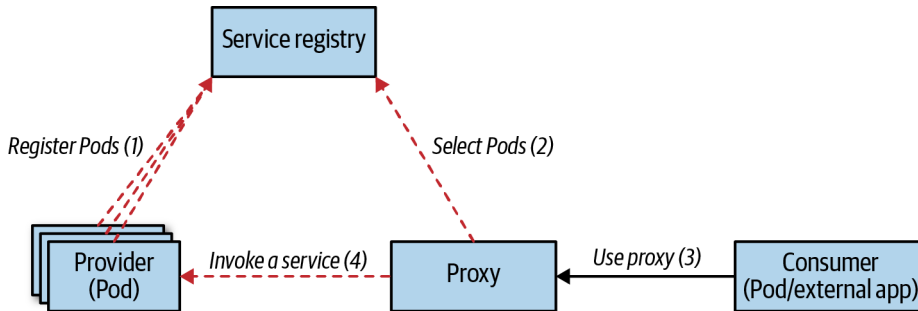 Service registry
Register Pods (1)
Select Pods (2)
Provider
(Pod)
Invoke a service (4)
Proxy
Use proxy (3)
Consumer
(Pod/external app)